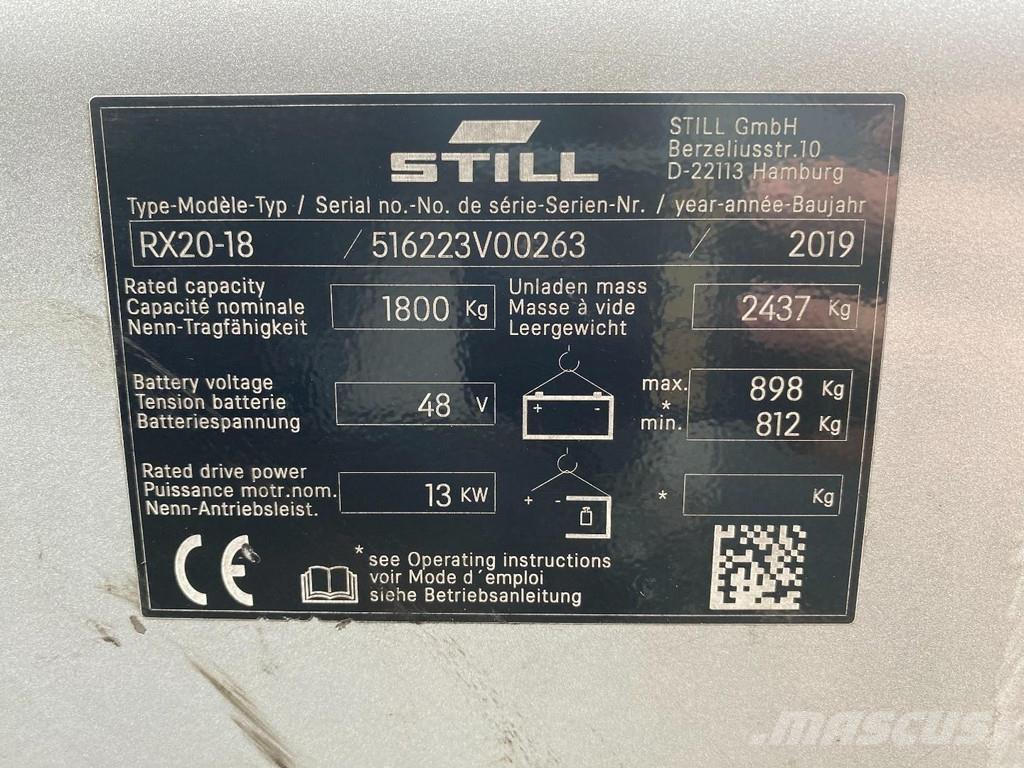 STILL
STILL GmbH
Berzeliusstr.10
D-22113 Hamburg
Type-Modèle-Typ / Serial no.-No. de série-Serien-Nr. / year-année-Baujahr
RX20-18 / 516223V00263 / 2019
Rated capacity
Capacité nominale
Nenn-Tragfähigkeit
1800 Kg
Unladen mass
Masse à vide
Leergewicht
2437 Kg
Battery voltage
Tension batterie
Batteriespannung
48 V
+ -
max. 898 Kg
*
min. 812 Kg
Rated drive power
Puissance motr.nom.
Nenn-Antriebsleist.
13 KW
+ -
* Kg
CE
* see Operating instructions
voir Mode d´emploi
siehe Betriebsanleitung
mascus